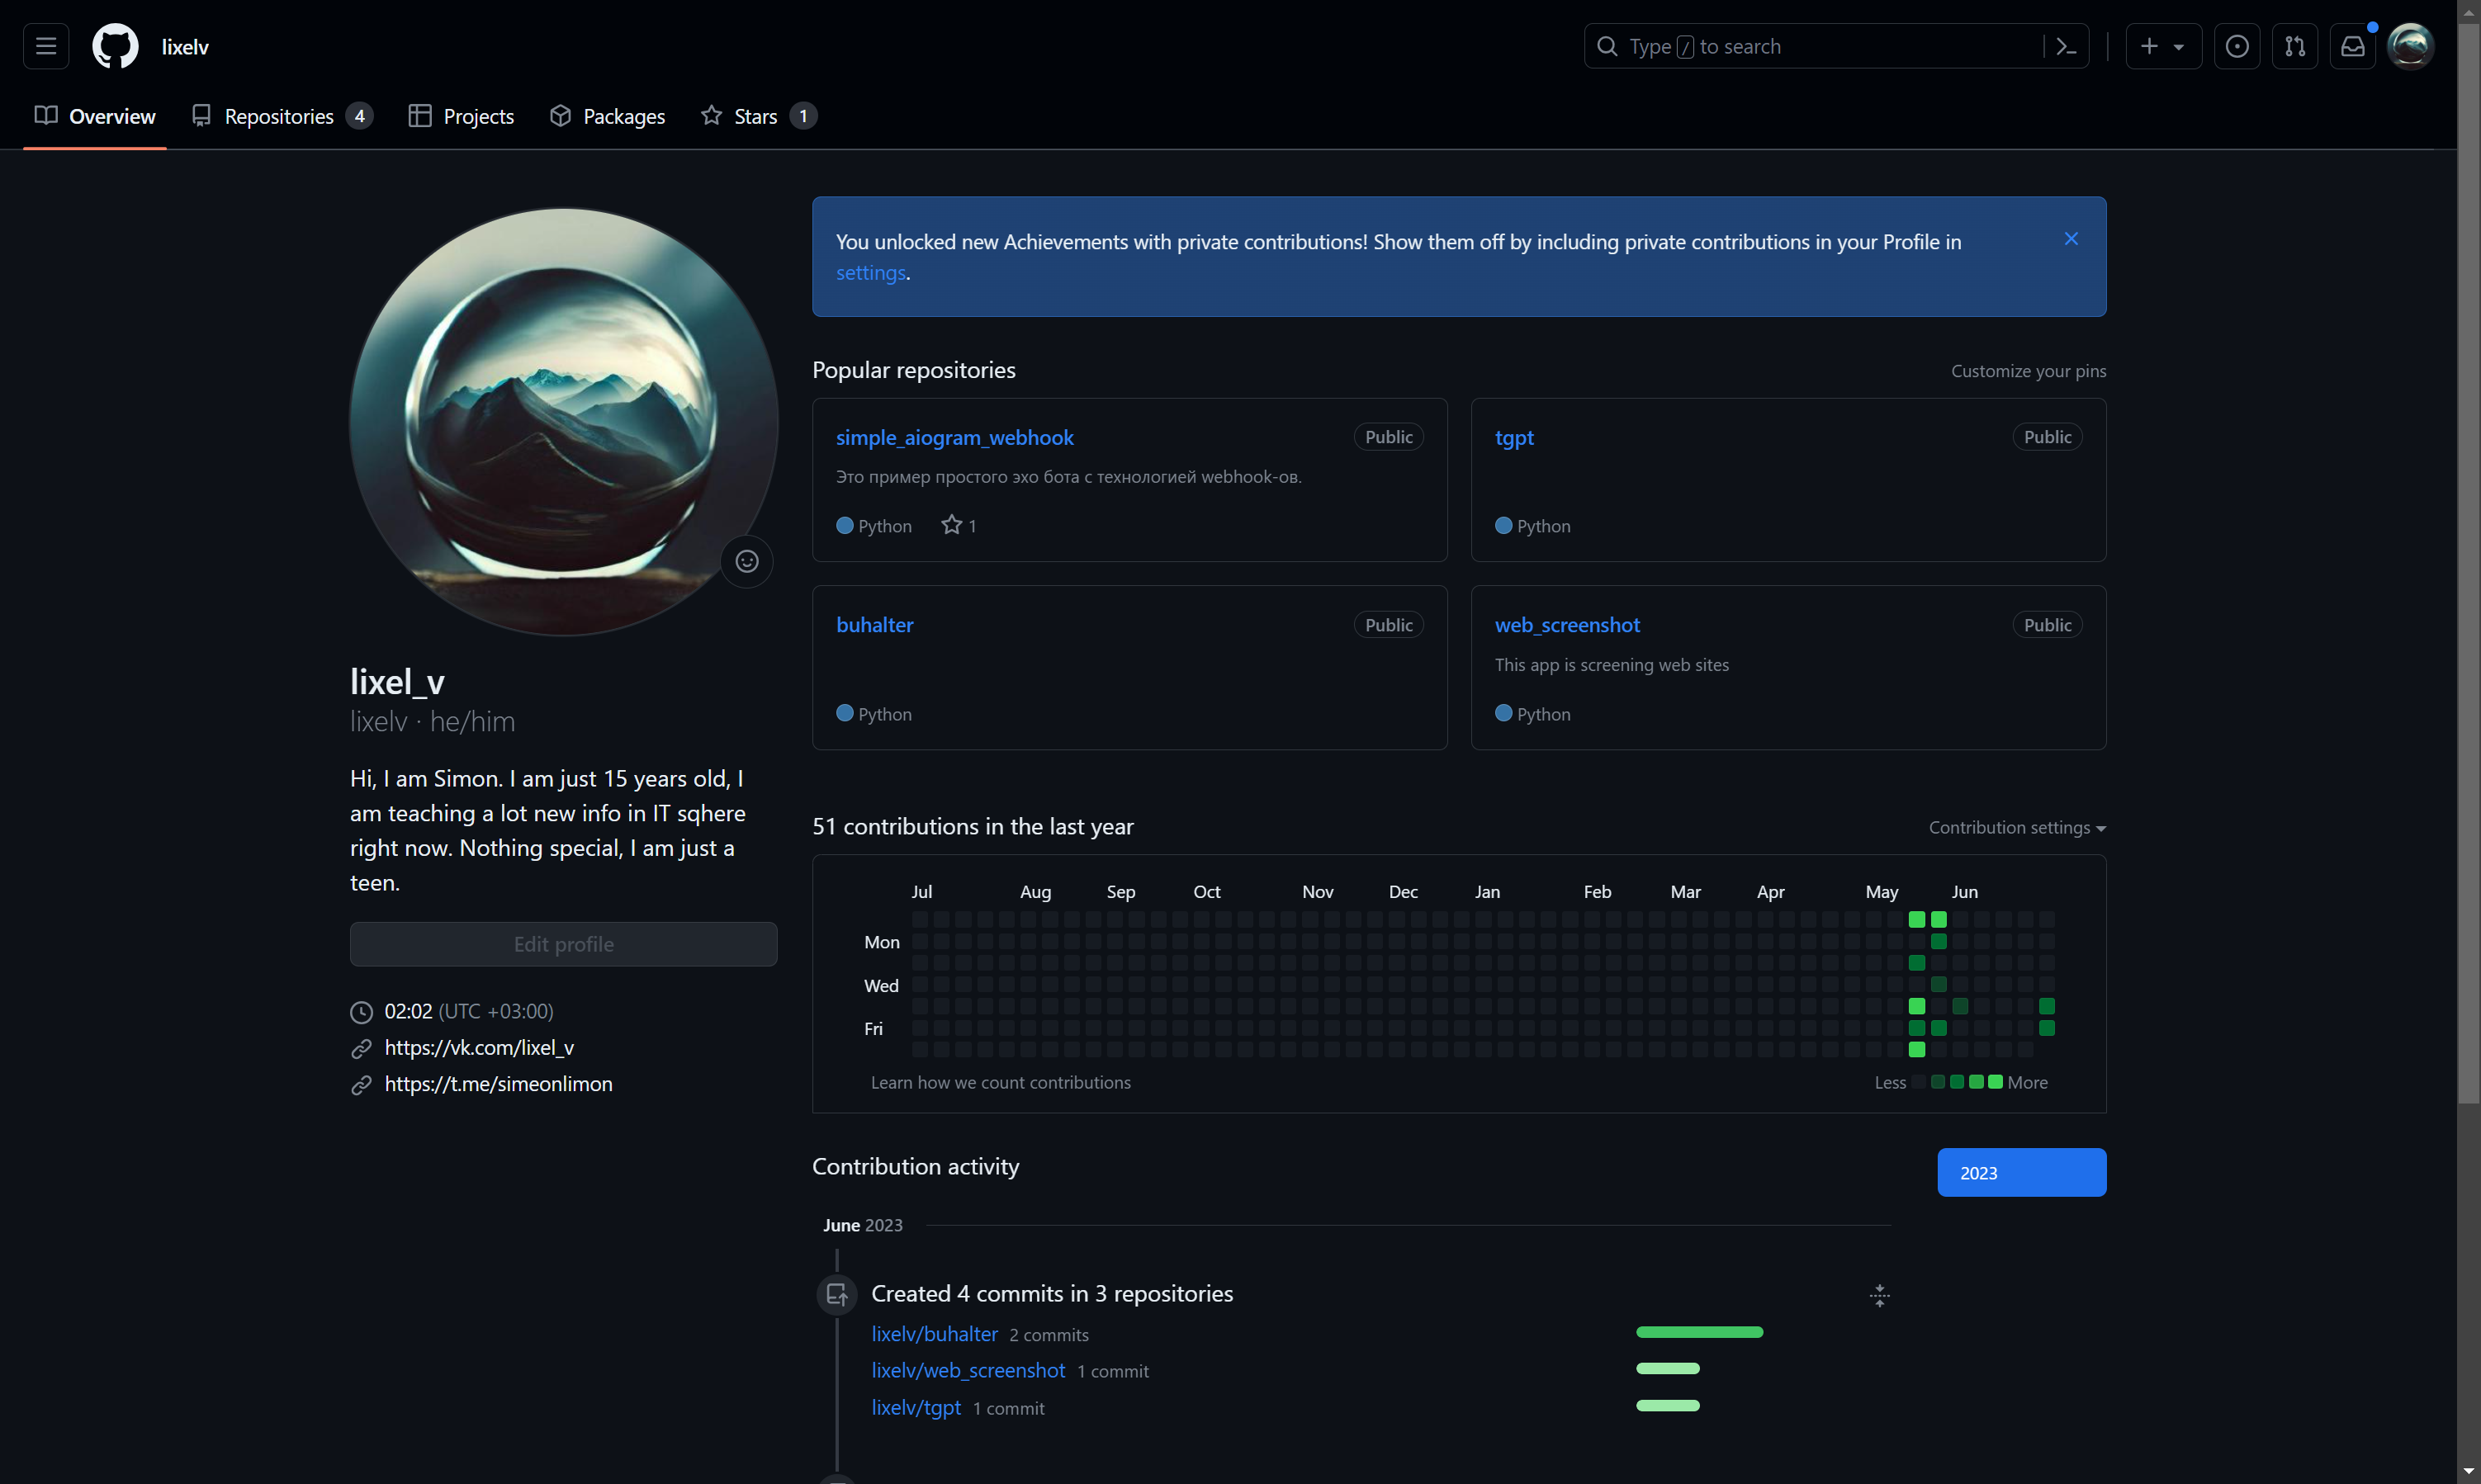 lixelv
Type / to search
Overview
Repositories 4
Projects
Packages
Stars 1
You unlocked new Achievements with private contributions! Show them off by including private contributions in your Profile in
settings.
Popular repositories
Customize your pins
simple_aiogram_webhook
Public
Это пример простого эхо бота с технологией webhook-ов.
Python
1
tgpt
Public
Python
buhalter
Public
Python
web_screenshot
Public
This app is screening web sites
Python
lixel_v
lixelv · he/him
Hi, I am Simon. I am just 15 years old, I
am teaching a lot new info in IT sqhere
right now. Nothing special, I am just a
teen.
Edit profile
02:02 (UTC +03:00)
https://vk.com/lixel_v
https://t.me/simeonlimon
51 contributions in the last year
Contribution settings
Jul Aug Sep Oct Nov Dec Jan Feb Mar Apr May Jun
Mon
Wed
Fri
Learn how we count contributions
Less More
Contribution activity
2023
June 2023
Created 4 commits in 3 repositories
lixelv/buhalter 2 commits
lixelv/web_screenshot 1 commit
lixelv/tgpt 1 commit